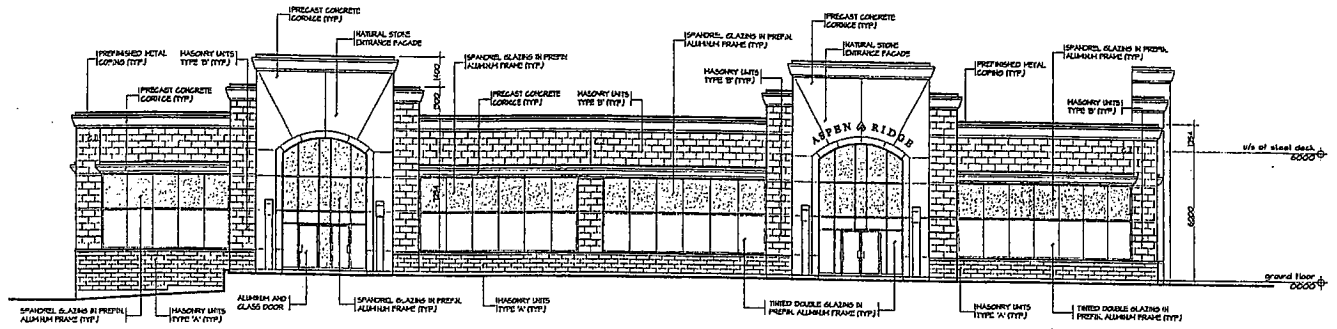 PRECAST CONCRETE
CORNICE (TYP.)
NATURAL STONE
ENTRANCE FACADE
PREFINISHED METAL
COPING (TYP.)
MASONRY UNITS
TYPE 'B' (TYP.)
PRECAST CONCRETE
CORNICE (TYP.)
SPANDREL GLAZING IN PREFIN.
ALUMINUM FRAME (TYP.)
PRECAST CONCRETE
CORNICE (TYP.)
MASONRY UNITS
TYPE 'B' (TYP.)
SPANDREL GLAZING IN PREFIN.
ALUMINUM FRAME (TYP.)
MASONRY UNITS
TYPE 'B' (TYP.)
PRECAST CONCRETE
CORNICE (TYP.)
NATURAL STONE
ENTRANCE FACADE
PREFINISHED METAL
COPING (TYP.)
SPANDREL GLAZING IN PREFIN.
ALUMINUM FRAME (TYP.)
MASONRY UNITS
TYPE 'B' (TYP.)
1400
ASPEN RIDGE
u/s of steel deck
6000
6000
ground floor
0000
SPANDREL GLAZING IN PREFIN.
ALUMINUM FRAME (TYP.)
MASONRY UNITS
TYPE 'A' (TYP.)
ALUMINUM AND
GLASS DOOR
SPANDREL GLAZING IN PREFIN.
ALUMINUM FRAME (TYP.)
MASONRY UNITS
TYPE 'A' (TYP.)
TINTED DOUBLE GLAZING IN
PREFIN. ALUMINUM FRAME (TYP.)
MASONRY UNITS
TYPE 'A' (TYP.)
TINTED DOUBLE GLAZING IN
PREFIN. ALUMINUM FRAME (TYP.)